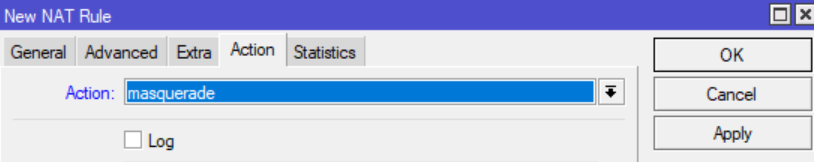 New NAT Rule
General Advanced Extra Action Statistics
OK
Action: masquerade
Cancel
Log
Apply